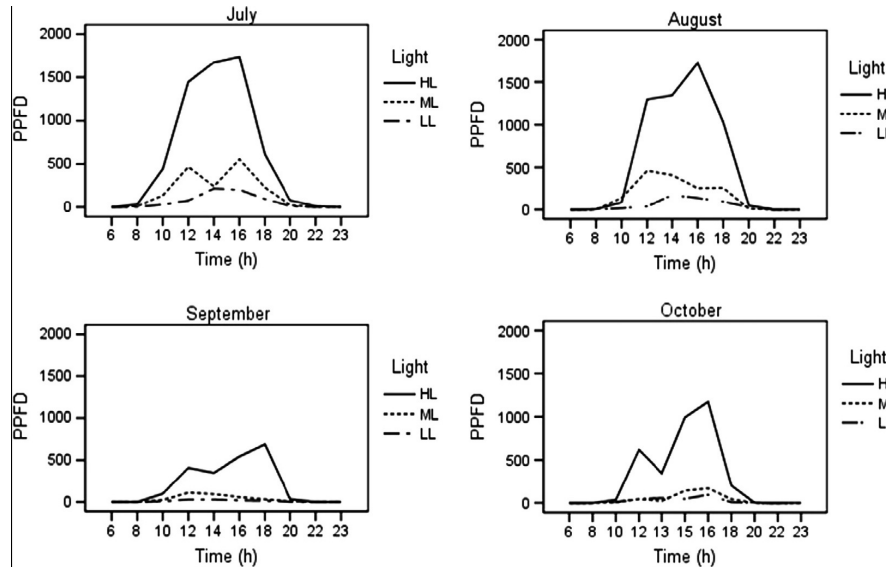 July
PPFD
2000
1500
1000
500
0
6 8 10 12 14 16 18 20 22 23
Time (h)
Light
HL
ML
LL
August
PPFD
2000
1500
1000
500
0
6 8 10 12 14 16 18 20 22 23
Time (h)
Light
H
M
L
September
PPFD
2000
1500
1000
500
0
6 8 10 12 14 16 18 20 22 23
Time (h)
Light
HL
ML
LL
October
PPFD
2000
1500
1000
500
0
6 8 10 12 13 15 16 18 20 22 23
Time (h)
Light
H
M
L